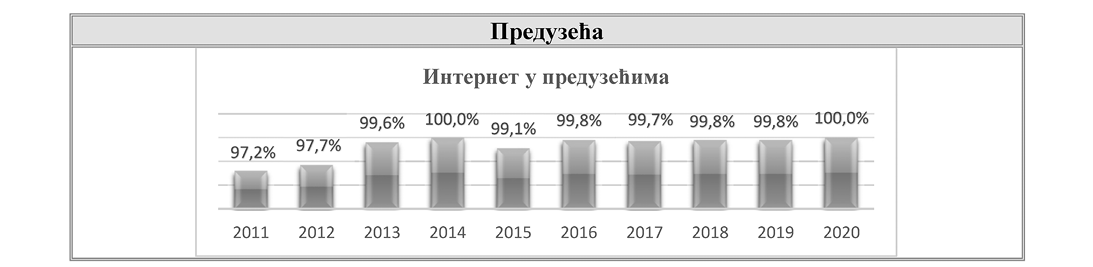 Предузећа
Интернет у предузећима
97,2% 97,7% 99,6% 100,0% 99,1% 99,8% 99,7% 99,8% 99,8% 100,0%
2011 2012 2013 2014 2015 2016 2017 2018 2019 2020